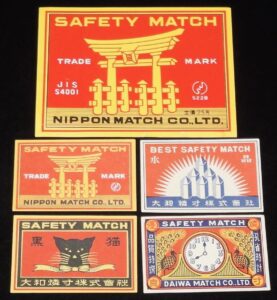 SAFETY MATCH
TRADE MARK
JIS
S4001
5228
NIPPON MATCH CO., LTD.
SAFETY MATCH
TRADE MARK
NIPPON MATCH CO., LTD.
BEST SAFETY MATCH
水
大和燐寸株式會社
SAFETY MATCH
黒 猫
大和燐寸株式會社
SAFETY MATCH
DAIWA MATCH CO. LTD